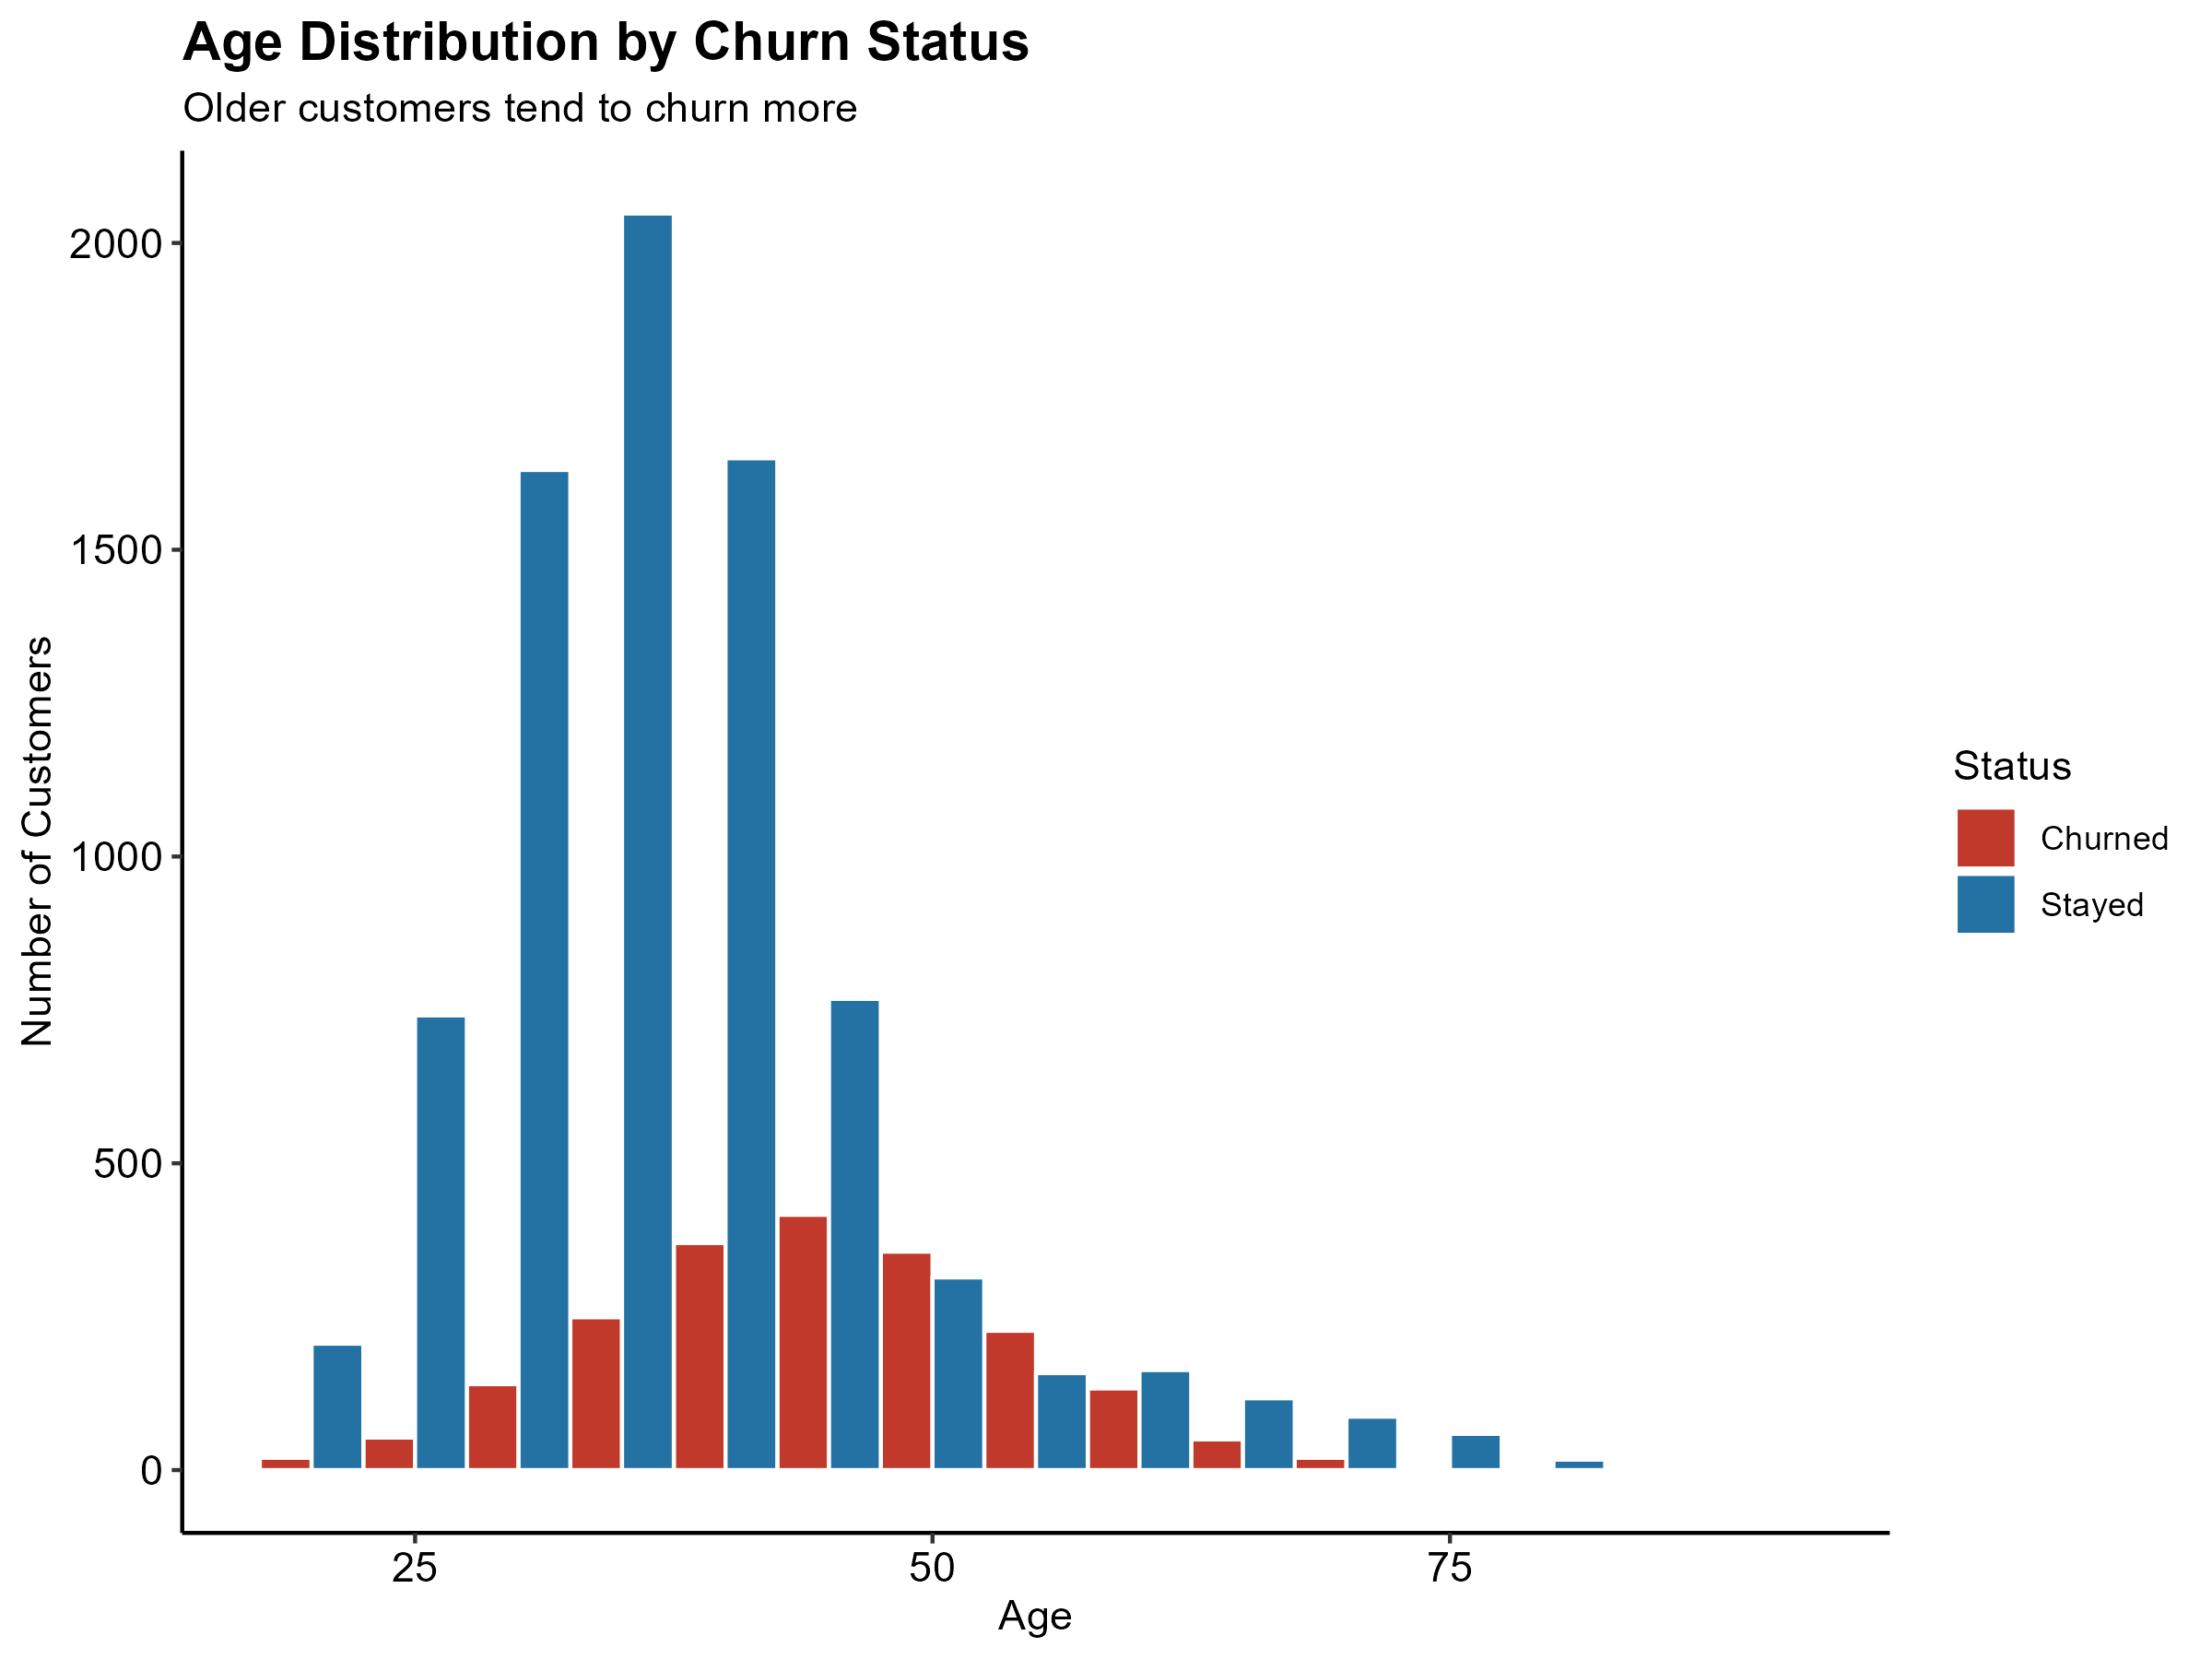 Age Distribution by Churn Status
Older customers tend to churn more
Number of Customers
2000
1500
1000
500
0
25 50 75
Age
Status
Churned
Stayed